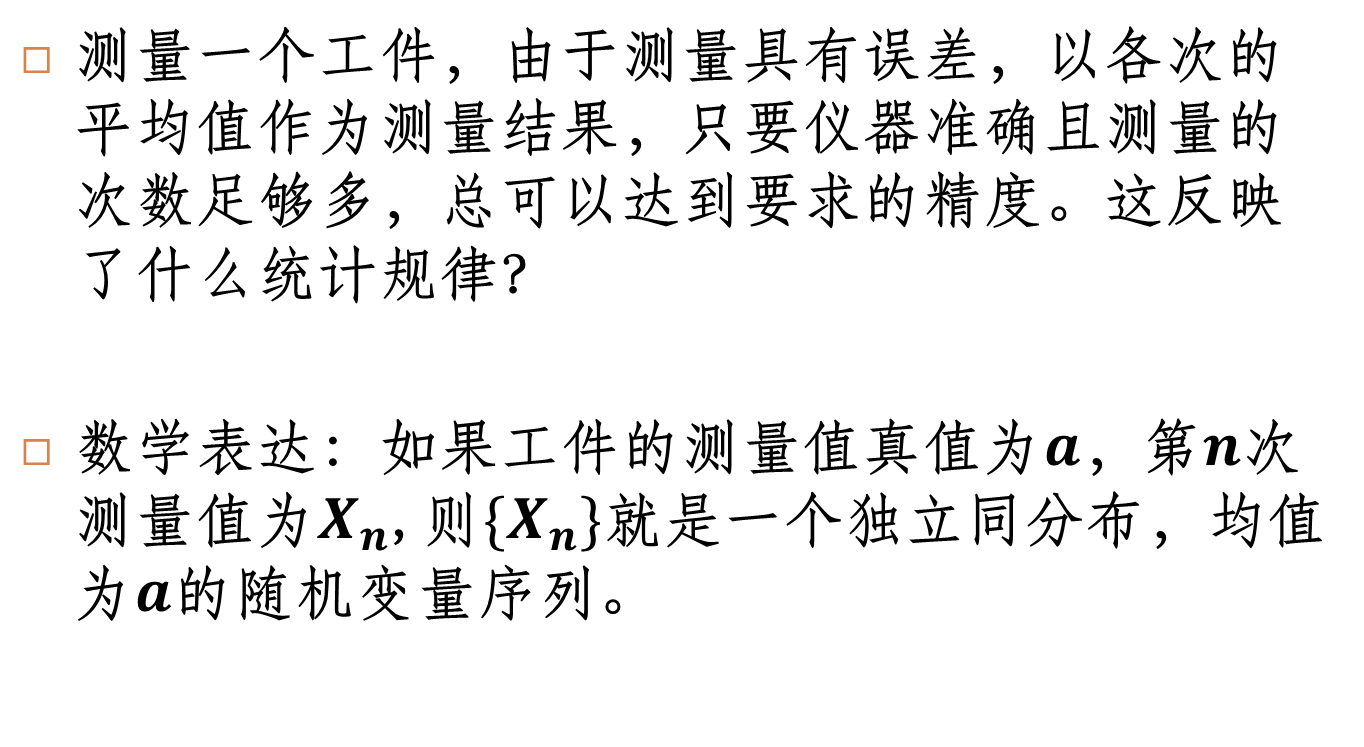 □ 测量一个工件，由于测量具有误差，以各次的
平均值作为测量结果，只要仪器准确且测量的
次数足够多，总可以达到要求的精度。这反映
了什么统计规律？
□ 数学表达：如果工件的测量值真值为a，第n次
测量值为Xₙ, 则{Xₙ}就是一个独立同分布，均值
为a的随机变量序列。